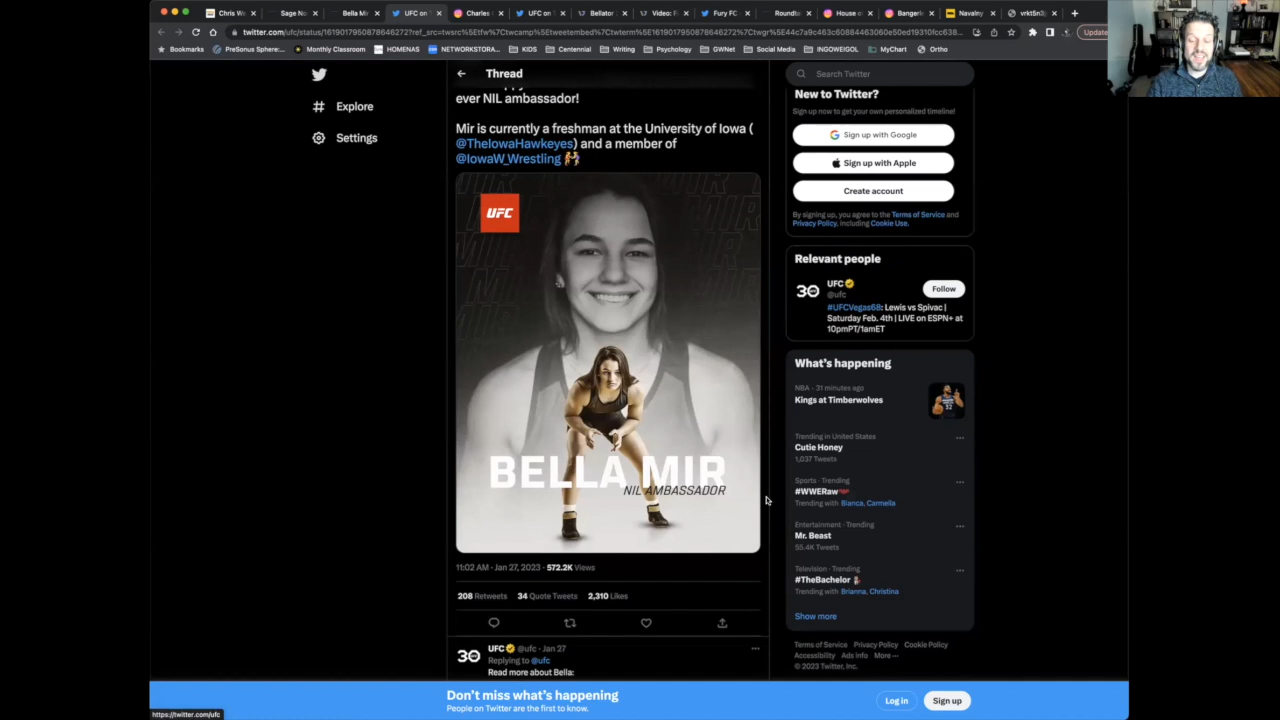 Chris We
Sage No
Bella Mi
UFC on
Charles
UFC on
Bellator
Video: F
Fury FC
Roundta
House o
Bangerin
Navalny
vrkt5n3j
twitter.com/ufc/status/1619017950878646272?ref_src=twsrc%5Etfw%7Ctwcamp%5Etweetembed%7Ctwterm%5E1619017950878646272%7Ctwgr%5E44c7a9c463c60884463060e50ed19310fcc638...
Update
Bookmarks
PreSonus Sphere:...
Monthly Classroom
HOMENAS
NETWORKSTORA...
KIDS
Centennial
Writing
Psychology
GWNet
Social Media
INGOWEIGOL
MyChart
Ortho
Explore
Settings
Thread
ever NIL ambassador!
Mir is currently a freshman at the University of Iowa (
@TheIowaHawkeyes) and a member of
@IowaW_Wrestling
UFC
BELLA MIR
NIL AMBASSADOR
11:02 AM · Jan 27, 2023 · 572.2K Views
208 Retweets 34 Quote Tweets 2,310 Likes
30
UFC @ufc · Jan 27
Replying to @ufc
Read more about Bella:
Search Twitter
New to Twitter?
Sign up now to get your own personalized timeline!
Sign up with Google
Sign up with Apple
Create account
By signing up, you agree to the Terms of Service and
Privacy Policy, including Cookie Use.
Relevant people
30
UFC
@ufc
Follow
#UFCVegas68: Lewis vs Spivac |
Saturday Feb. 4th | LIVE on ESPN+ at
10pmPT/1amET
What's happening
NBA · 31 minutes ago
Kings at Timberwolves
Trending in United States
Cutie Honey
1,037 Tweets
Sports · Trending
#WWERaw
Trending with Bianca, Carmella
Entertainment · Trending
Mr. Beast
55.4K Tweets
Television · Trending
#TheBachelor
Trending with Brianna, Christina
Show more
Terms of Service Privacy Policy Cookie Policy
Accessibility Ads info More ···
© 2023 Twitter, Inc.
Don't miss what's happening
People on Twitter are the first to know.
Log in
Sign up
https://twitter.com/ufc